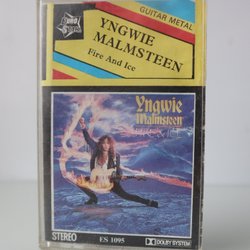 GUITAR METAL
YNGWIE
MALMSTEEN
Fire And Ice
Yngwie
Malmsteen
STEREO
ES 1095
DOLBY SYSTEM